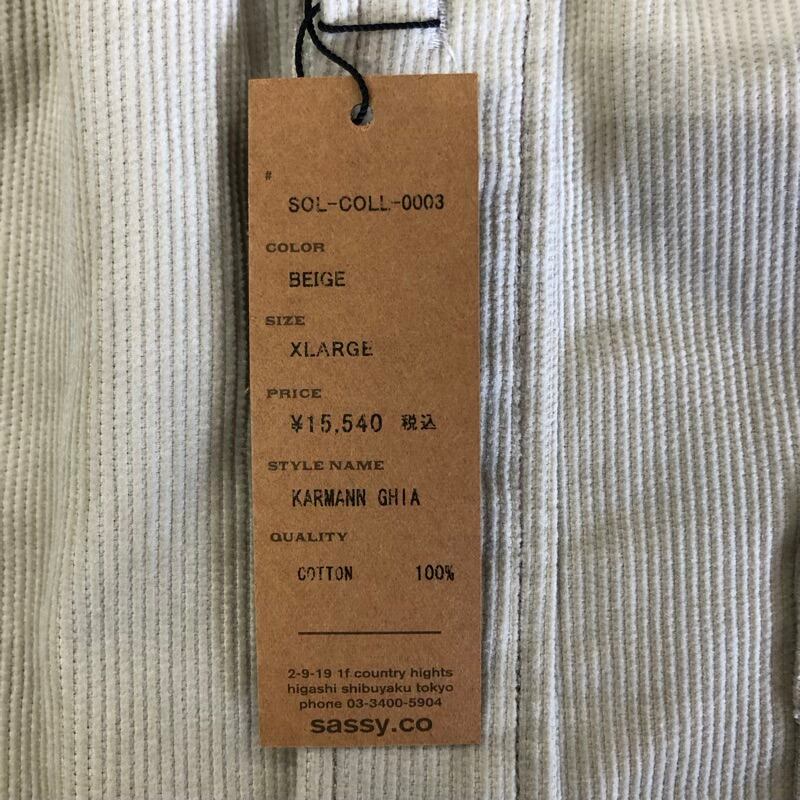 #
SOL-COLL-0003
COLOR
BEIGE
SIZE
XLARGE
PRICE
¥15,540 税込
STYLE NAME
KARMANN GHIA
QUALITY
COTTON 100%
2-9-19 1f country hights
higashi shibuyaku tokyo
phone 03-3400-5904
sassy.co